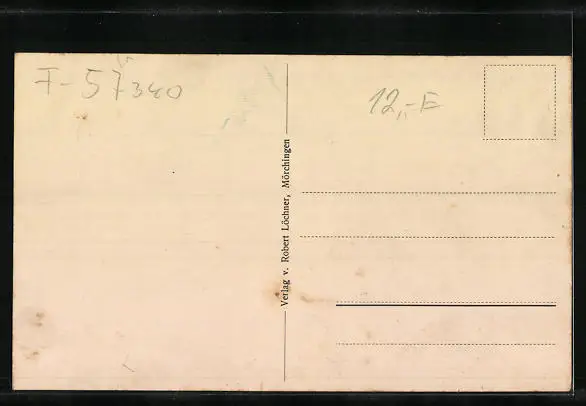 F-57340
12,-E
Verlag v. Robert Löchner, Mörchingen